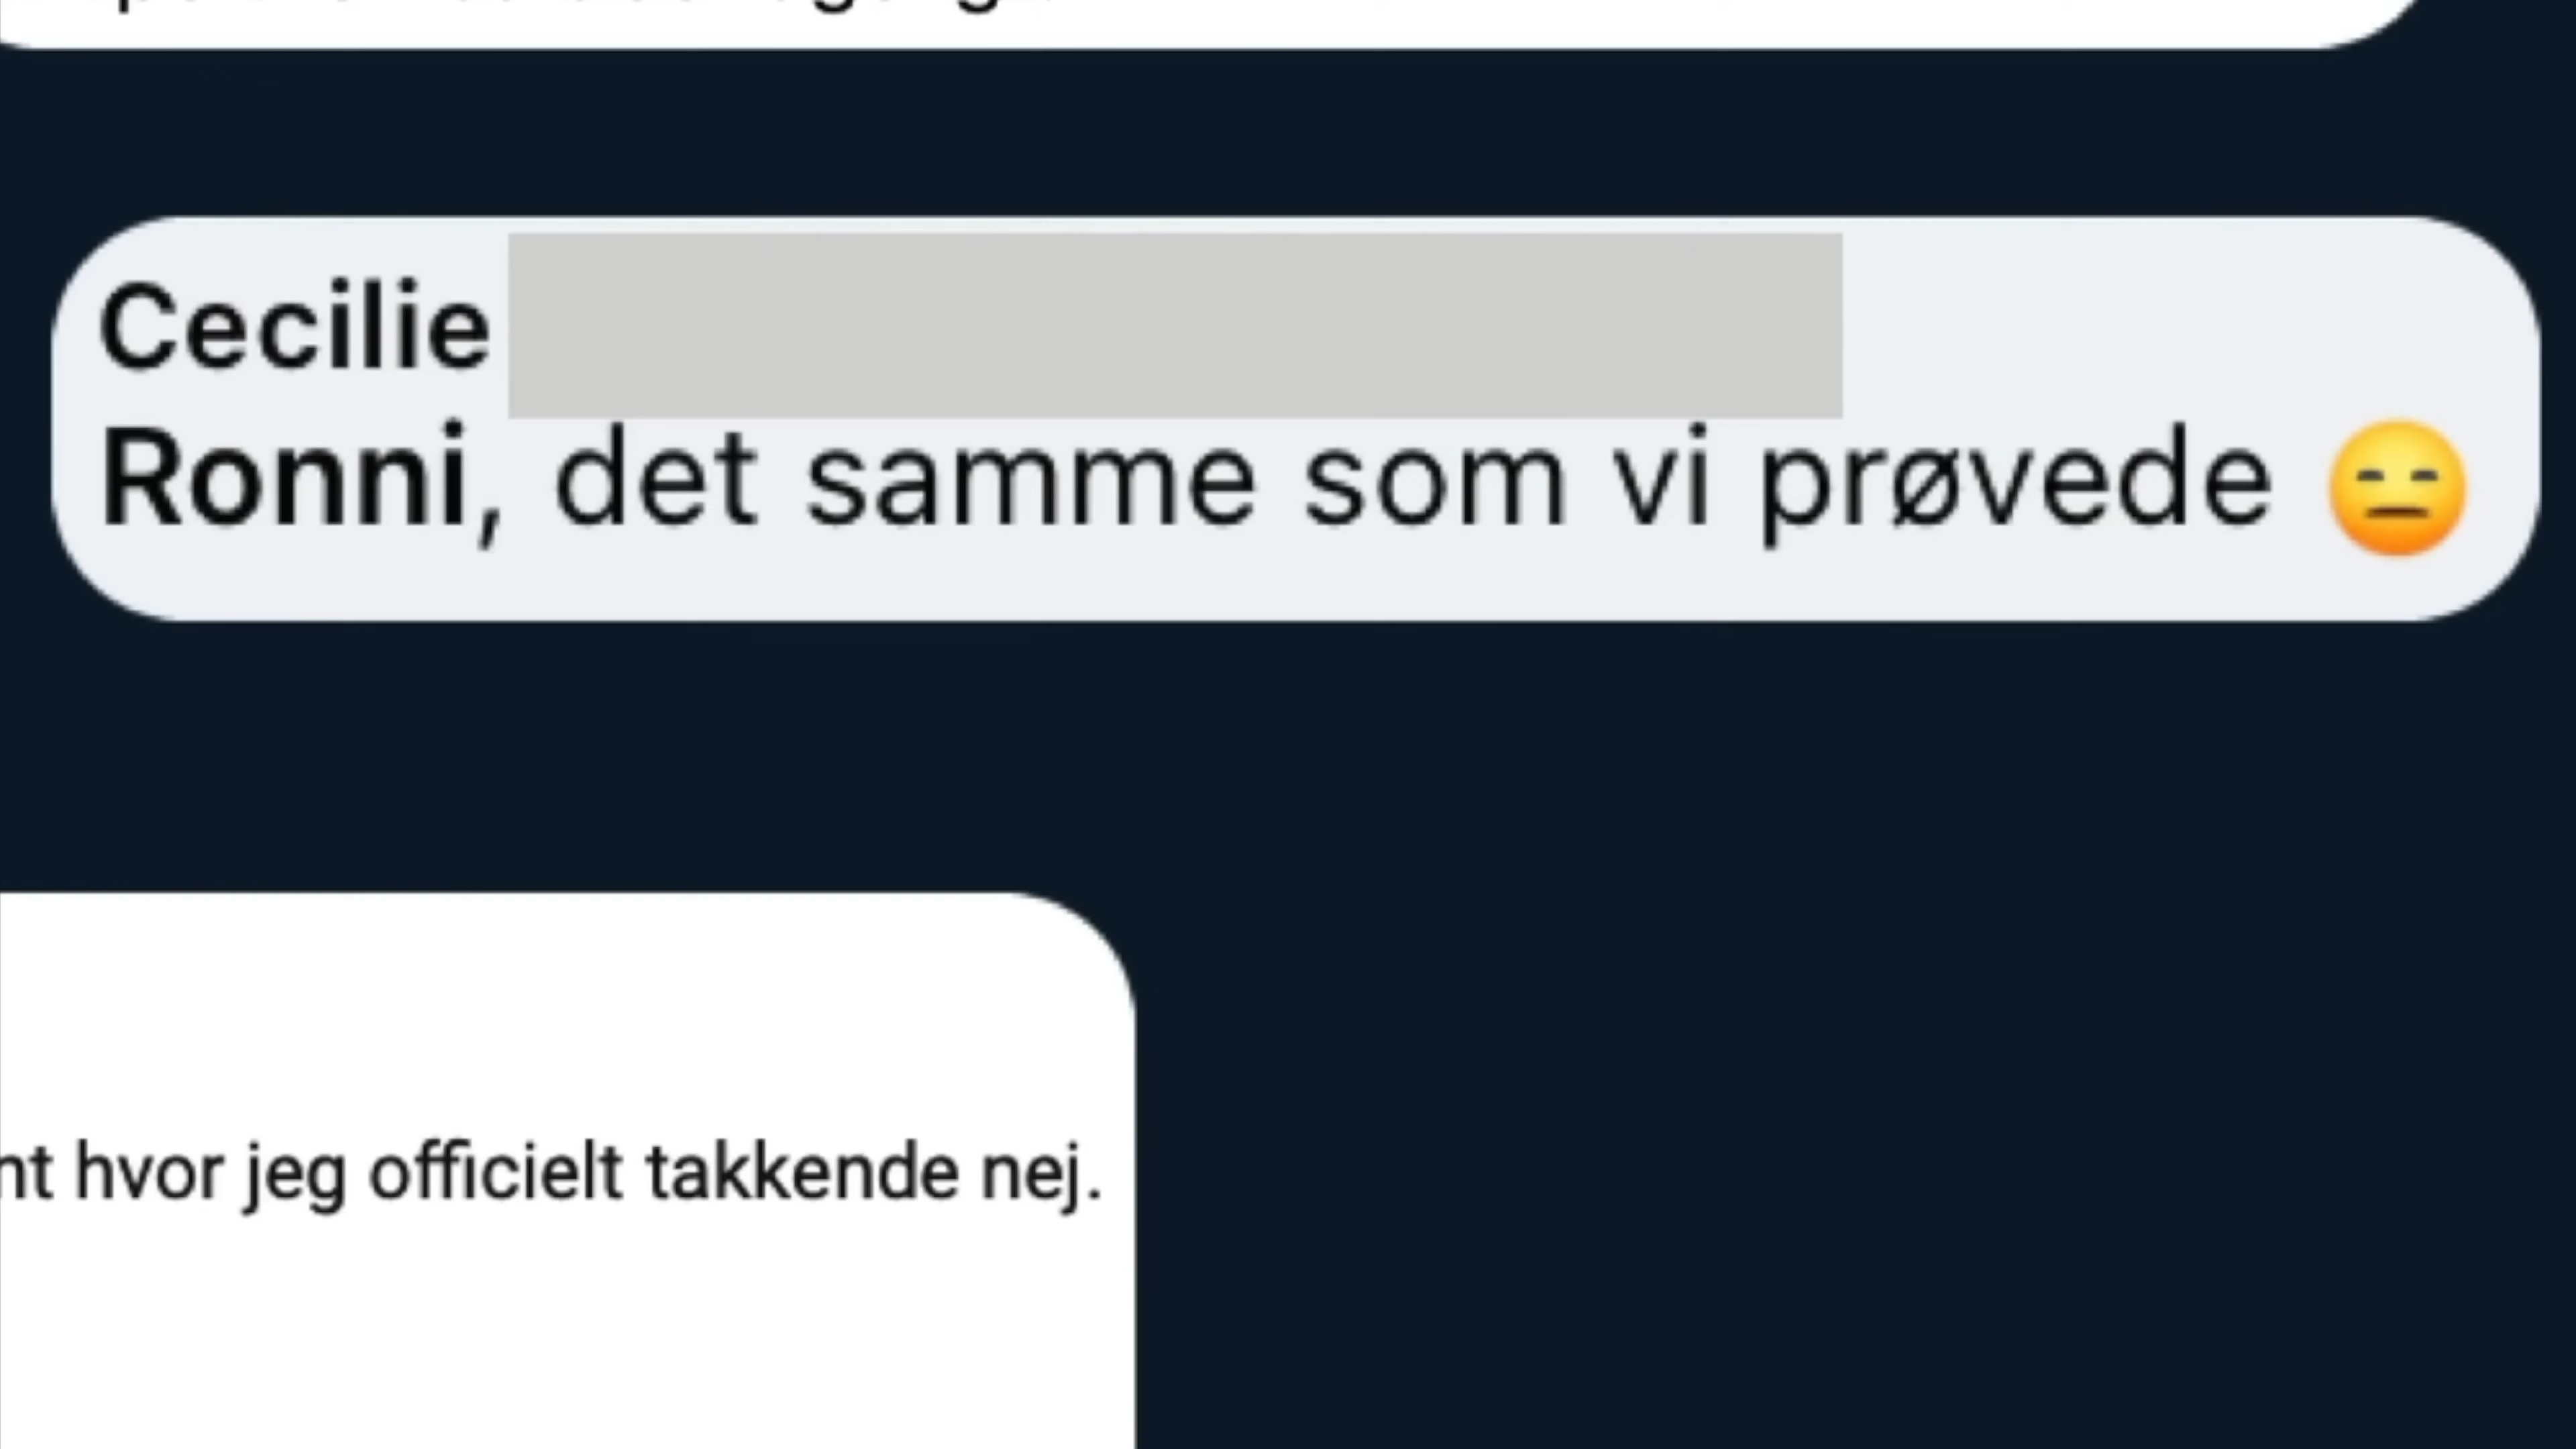 Cecilie
Ronni, det samme som vi prøvede 😑
nt hvor jeg officielt takkende nej.